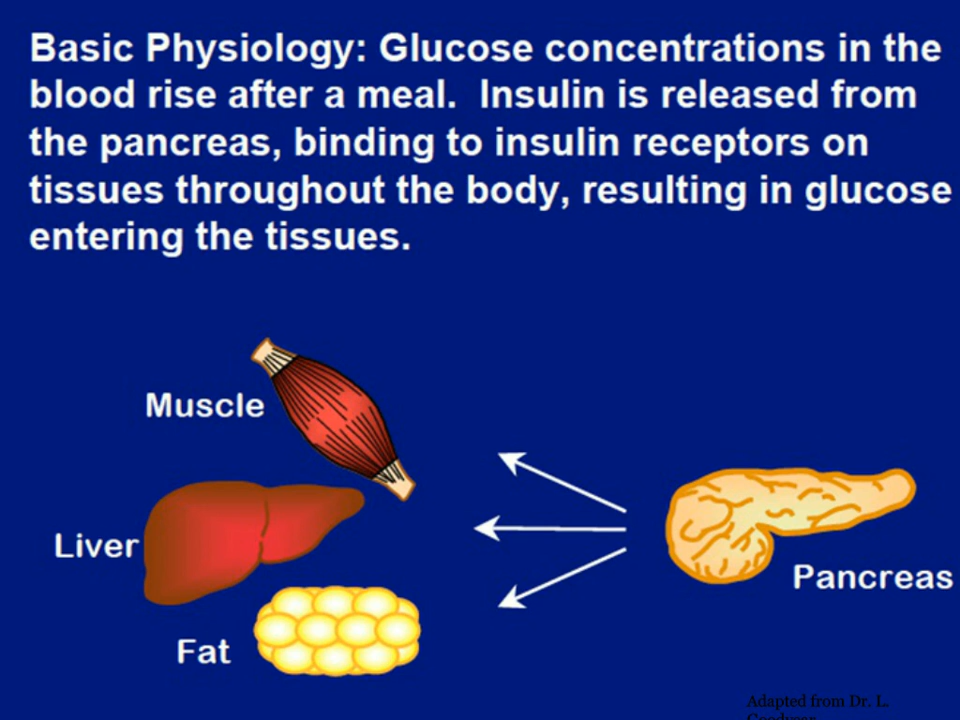 Basic Physiology: Glucose concentrations in the
blood rise after a meal. Insulin is released from
the pancreas, binding to insulin receptors on
tissues throughout the body, resulting in glucose
entering the tissues.
Muscle
Liver
Pancreas
Fat
Adapted from Dr. L.